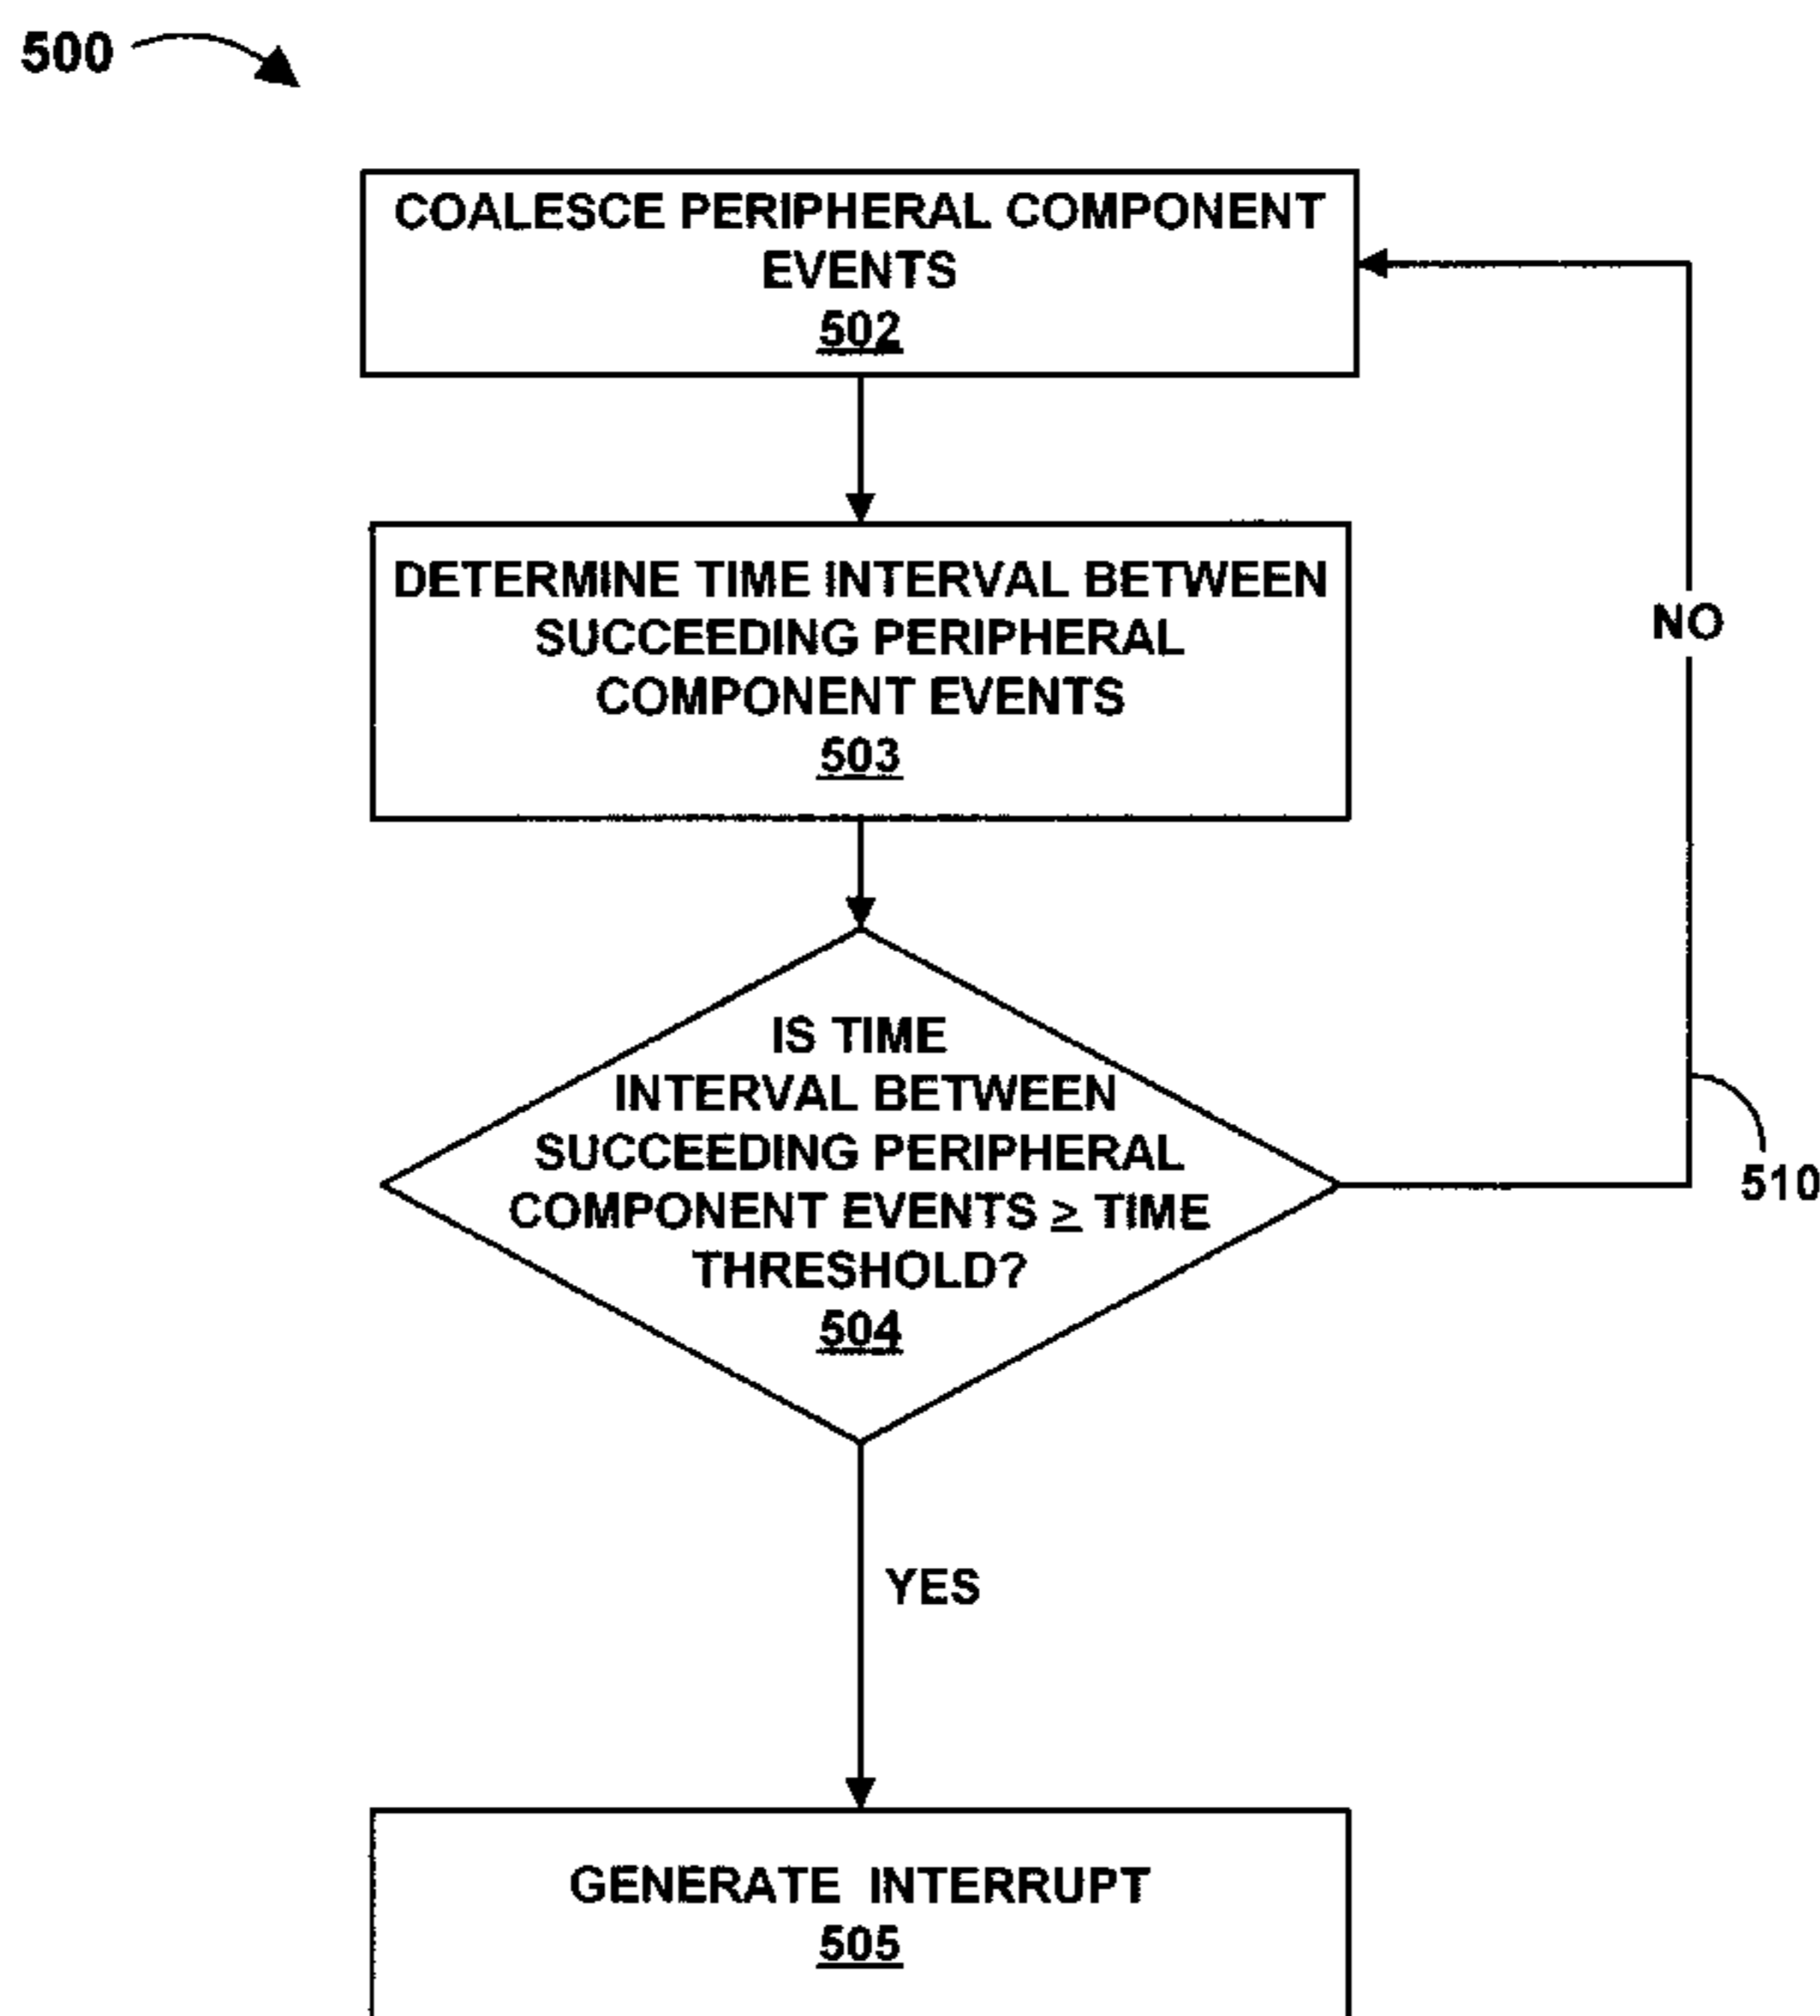 500
COALESCE PERIPHERAL COMPONENT
EVENTS
502
DETERMINE TIME INTERVAL BETWEEN
SUCCEEDING PERIPHERAL
COMPONENT EVENTS
503
NO
IS TIME
INTERVAL BETWEEN
SUCCEEDING PERIPHERAL
COMPONENT EVENTS ≥ TIME
THRESHOLD?
504
510
YES
GENERATE INTERRUPT
505